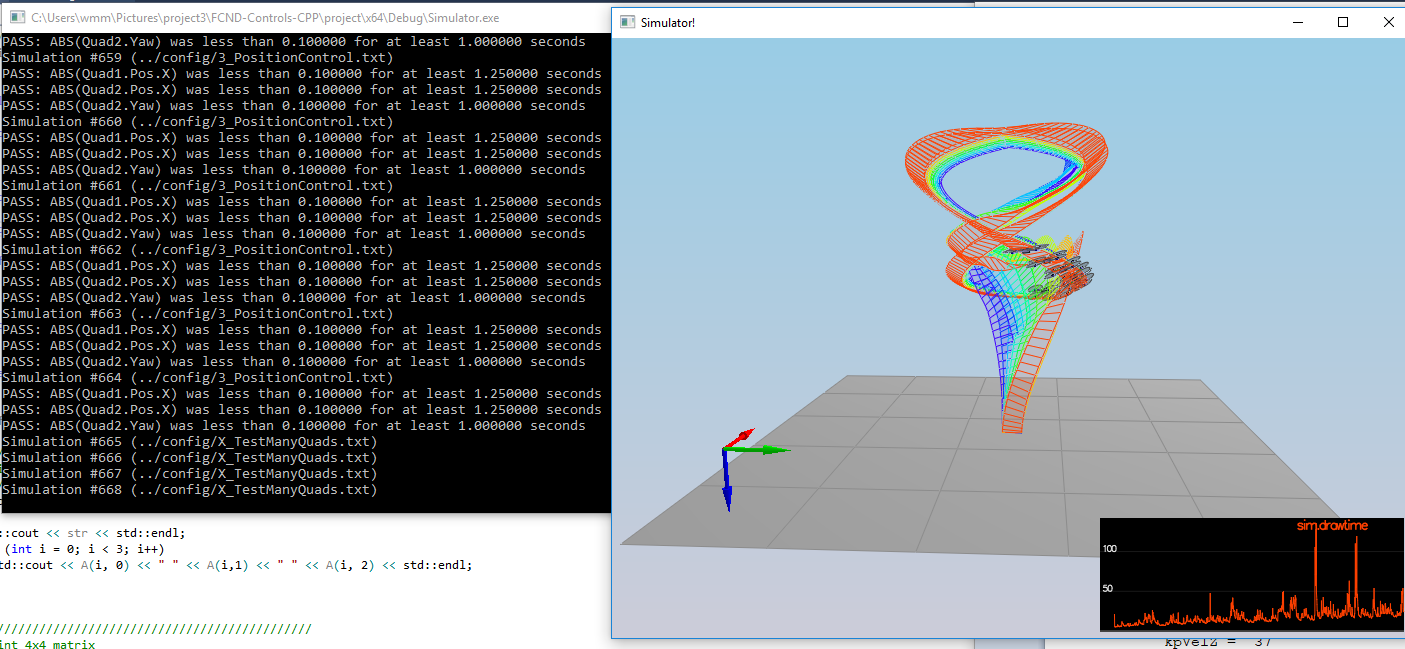 C:\Users\wmm\Pictures\project3\FCND-Controls-CPP\project\x64\Debug\Simulator.exe
PASS: ABS(Quad2.Yaw) was less than 0.100000 for at least 1.000000 seconds
Simulation #659 (../config/3_PositionControl.txt)
PASS: ABS(Quad1.Pos.X) was less than 0.100000 for at least 1.250000 seconds
PASS: ABS(Quad2.Pos.X) was less than 0.100000 for at least 1.250000 seconds
PASS: ABS(Quad2.Yaw) was less than 0.100000 for at least 1.000000 seconds
Simulation #660 (../config/3_PositionControl.txt)
PASS: ABS(Quad1.Pos.X) was less than 0.100000 for at least 1.250000 seconds
PASS: ABS(Quad2.Pos.X) was less than 0.100000 for at least 1.250000 seconds
PASS: ABS(Quad2.Yaw) was less than 0.100000 for at least 1.000000 seconds
Simulation #661 (../config/3_PositionControl.txt)
PASS: ABS(Quad1.Pos.X) was less than 0.100000 for at least 1.250000 seconds
PASS: ABS(Quad2.Pos.X) was less than 0.100000 for at least 1.250000 seconds
PASS: ABS(Quad2.Yaw) was less than 0.100000 for at least 1.000000 seconds
Simulation #662 (../config/3_PositionControl.txt)
PASS: ABS(Quad1.Pos.X) was less than 0.100000 for at least 1.250000 seconds
PASS: ABS(Quad2.Pos.X) was less than 0.100000 for at least 1.250000 seconds
PASS: ABS(Quad2.Yaw) was less than 0.100000 for at least 1.000000 seconds
Simulation #663 (../config/3_PositionControl.txt)
PASS: ABS(Quad1.Pos.X) was less than 0.100000 for at least 1.250000 seconds
PASS: ABS(Quad2.Pos.X) was less than 0.100000 for at least 1.250000 seconds
PASS: ABS(Quad2.Yaw) was less than 0.100000 for at least 1.000000 seconds
Simulation #664 (../config/3_PositionControl.txt)
PASS: ABS(Quad1.Pos.X) was less than 0.100000 for at least 1.250000 seconds
PASS: ABS(Quad2.Pos.X) was less than 0.100000 for at least 1.250000 seconds
PASS: ABS(Quad2.Yaw) was less than 0.100000 for at least 1.000000 seconds
Simulation #665 (../config/X_TestManyQuads.txt)
Simulation #666 (../config/X_TestManyQuads.txt)
Simulation #667 (../config/X_TestManyQuads.txt)
Simulation #668 (../config/X_TestManyQuads.txt)
::cout << str << std::endl;
(int i = 0; i < 3; i++)
td::cout << A(i, 0) << " " << A(i,1) << " " << A(i, 2) << std::endl;
/////////////////////////////////////////////
int 4x4 matrix
Simulator!
sim.drawtime
100
50
kpVelZ = 37